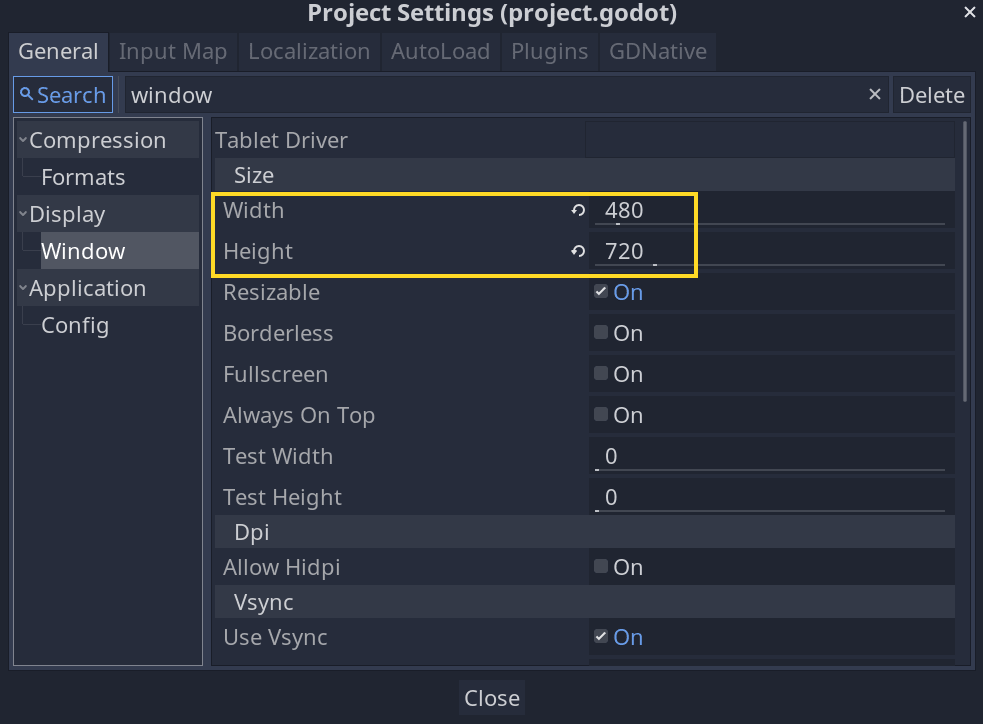 Project Settings (project.godot)
General Input Map Localization AutoLoad Plugins GDNative
Search window Delete
Compression
Formats
Display
Window
Application
Config
Tablet Driver
Size
Width 480
Height 720
Resizable On
Borderless On
Fullscreen On
Always On Top On
Test Width 0
Test Height 0
Dpi
Allow Hidpi On
Vsync
Use Vsync On
Close